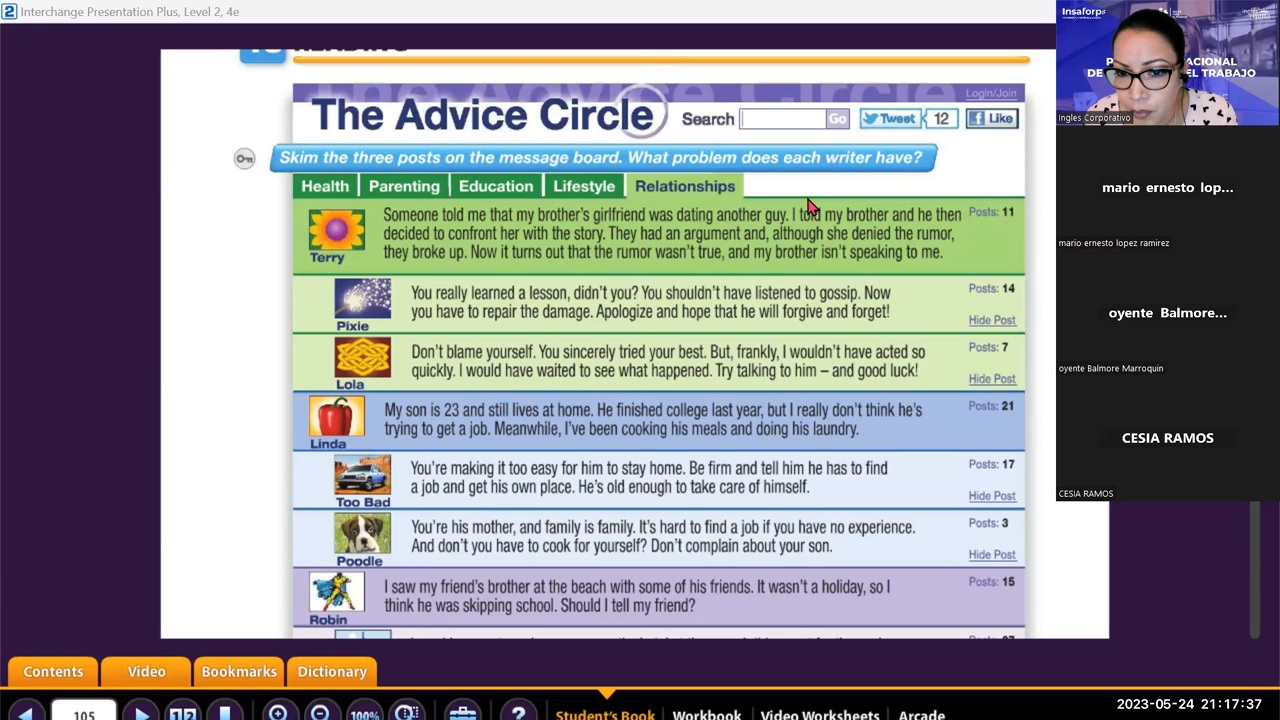 Interchange Presentation Plus, Level 2, 4e
Login/Join
The Advice Circle
Search Go Tweet 12 Like
Skim the three posts on the message board. What problem does each writer have?
Health Parenting Education Lifestyle Relationships
Someone told me that my brother's girlfriend was dating another guy. I told my brother and he then
decided to confront her with the story. They had an argument and, although she denied the rumor,
they broke up. Now it turns out that the rumor wasn't true, and my brother isn't speaking to me.
Terry
Posts: 11
You really learned a lesson, didn't you? You shouldn't have listened to gossip. Now
you have to repair the damage. Apologize and hope that he will forgive and forget!
Pixie
Posts: 14
Hide Post
Don't blame yourself. You sincerely tried your best. But, frankly, I wouldn't have acted so
quickly. I would have waited to see what happened. Try talking to him – and good luck!
Lola
Posts: 7
Hide Post
My son is 23 and still lives at home. He finished college last year, but I really don't think he's
trying to get a job. Meanwhile, I've been cooking his meals and doing his laundry.
Linda
Posts: 21
You're making it too easy for him to stay home. Be firm and tell him he has to find
a job and get his own place. He's old enough to take care of himself.
Too Bad
Posts: 17
Hide Post
You're his mother, and family is family. It's hard to find a job if you have no experience.
And don't you have to cook for yourself? Don't complain about your son.
Poodle
Posts: 3
Hide Post
I saw my friend's brother at the beach with some of his friends. It wasn't a holiday, so I
think he was skipping school. Should I tell my friend?
Robin
Posts: 15
Contents Video Bookmarks Dictionary
105
100%
Student's Book Workbook Video Worksheets Arcade
2023-05-24 21:17:37
Insaforp
ACIONAL
DE
EL TRABAJO
Ingles Corporativo
mario ernesto lop...
mario ernesto lopez ramirez
oyente Balmore...
oyente Balmore Marroquin
CESIA RAMOS
CESIA RAMOS